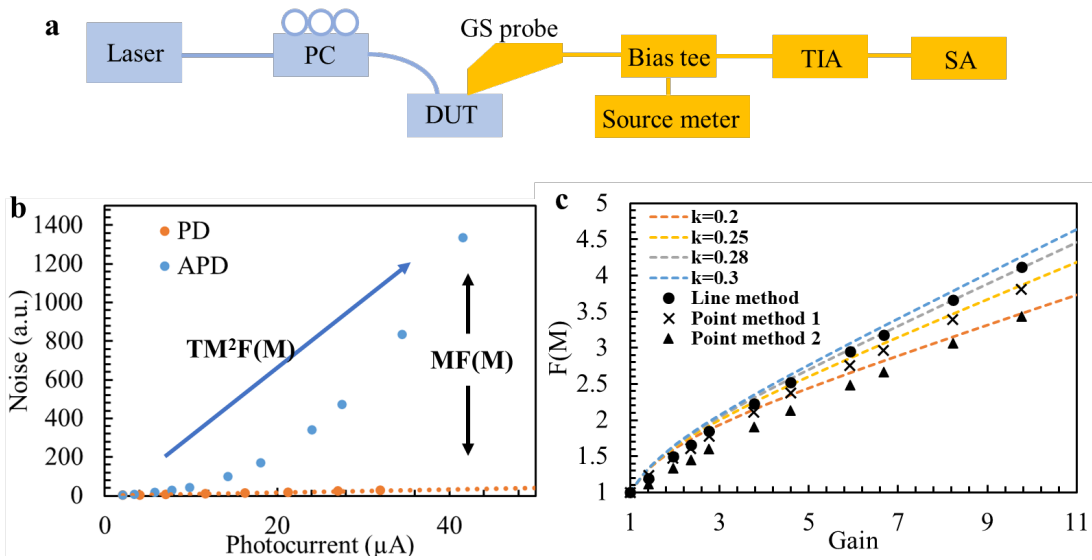 a
GS probe
Laser
PC
Bias tee
TIA
SA
DUT
Source meter
b
1400
1200
1000
800
600
400
200
0
Noise (a.u.)
PD
APD
TM²F(M)
MF(M)
0
20
40
Photocurrent (µA)
c
5
4.5
4
3.5
3
2.5
2
1.5
1
F(M)
k=0.2
k=0.25
k=0.28
k=0.3
Line method
Point method 1
Point method 2
1
3
5
7
9
11
Gain